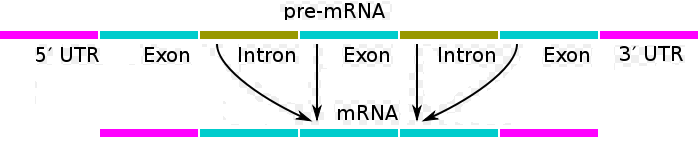 pre-mRNA
5′ UTR Exon Intron Exon Intron Exon 3′ UTR
mRNA